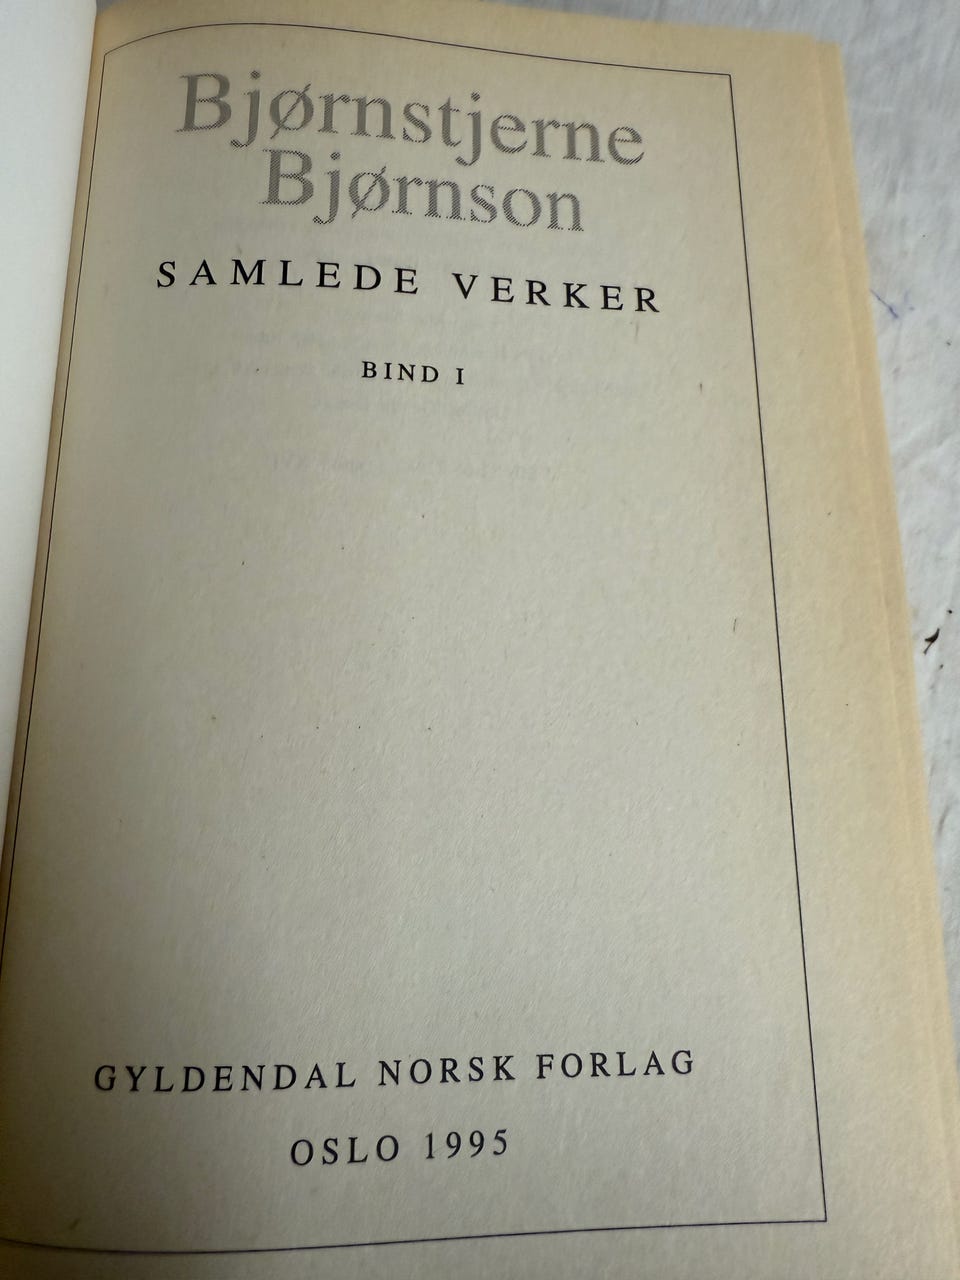 Bjørnstjerne
Bjørnson
SAMLEDE VERKER
BIND I
GYLDENDAL NORSK FORLAG
OSLO 1995